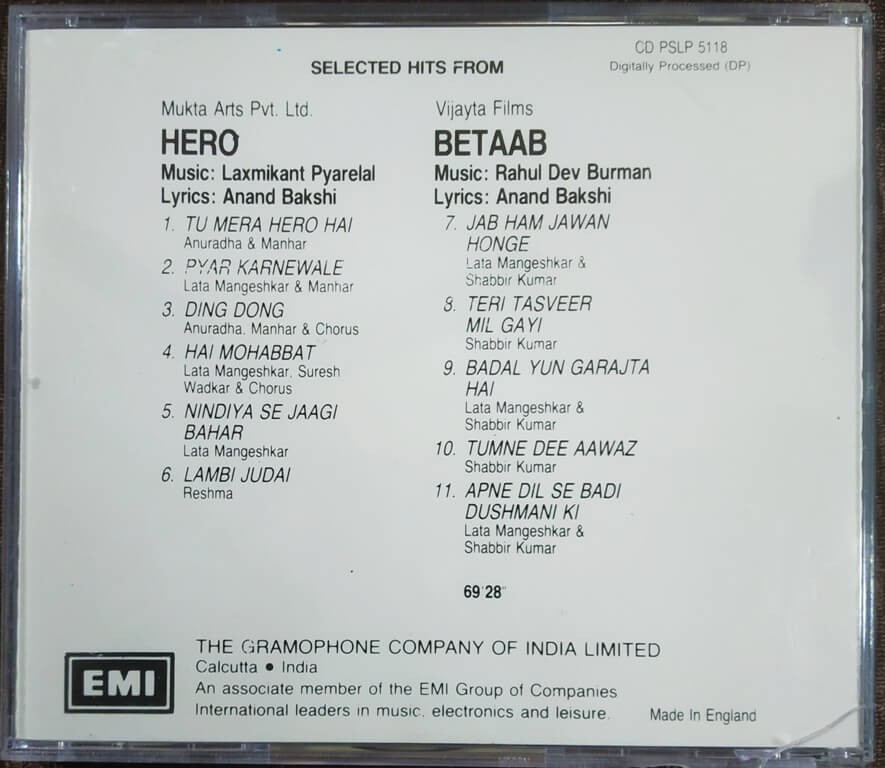 CD PSLP 5118
Digitally Processed (DP)
SELECTED HITS FROM
Mukta Arts Pvt. Ltd.
HERO
Music: Laxmikant Pyarelal
Lyrics: Anand Bakshi
1. TU MERA HERO HAI
Anuradha & Manhar
2. PYAR KARNEWALE
Lata Mangeshkar & Manhar
3. DING DONG
Anuradha, Manhar & Chorus
4. HAI MOHABBAT
Lata Mangeshkar, Suresh
Wadkar & Chorus
5. NINDIYA SE JAAGI
BAHAR
Lata Mangeshkar
6. LAMBI JUDAI
Reshma
Vijayta Films
BETAAB
Music: Rahul Dev Burman
Lyrics: Anand Bakshi
7. JAB HAM JAWAN
HONGE
Lata Mangeshkar &
Shabbir Kumar
8. TERI TASVEER
MIL GAYI
Shabbir Kumar
9. BADAL YUN GARAJTA
HAI
Lata Mangeshkar &
Shabbir Kumar
10. TUMNE DEE AAWAZ
Shabbir Kumar
11. APNE DIL SE BADI
DUSHMANI KI
Lata Mangeshkar &
Shabbir Kumar
69'28"
EMI
THE GRAMOPHONE COMPANY OF INDIA LIMITED
Calcutta • India
An associate member of the EMI Group of Companies
International leaders in music, electronics and leisure.
Made In England